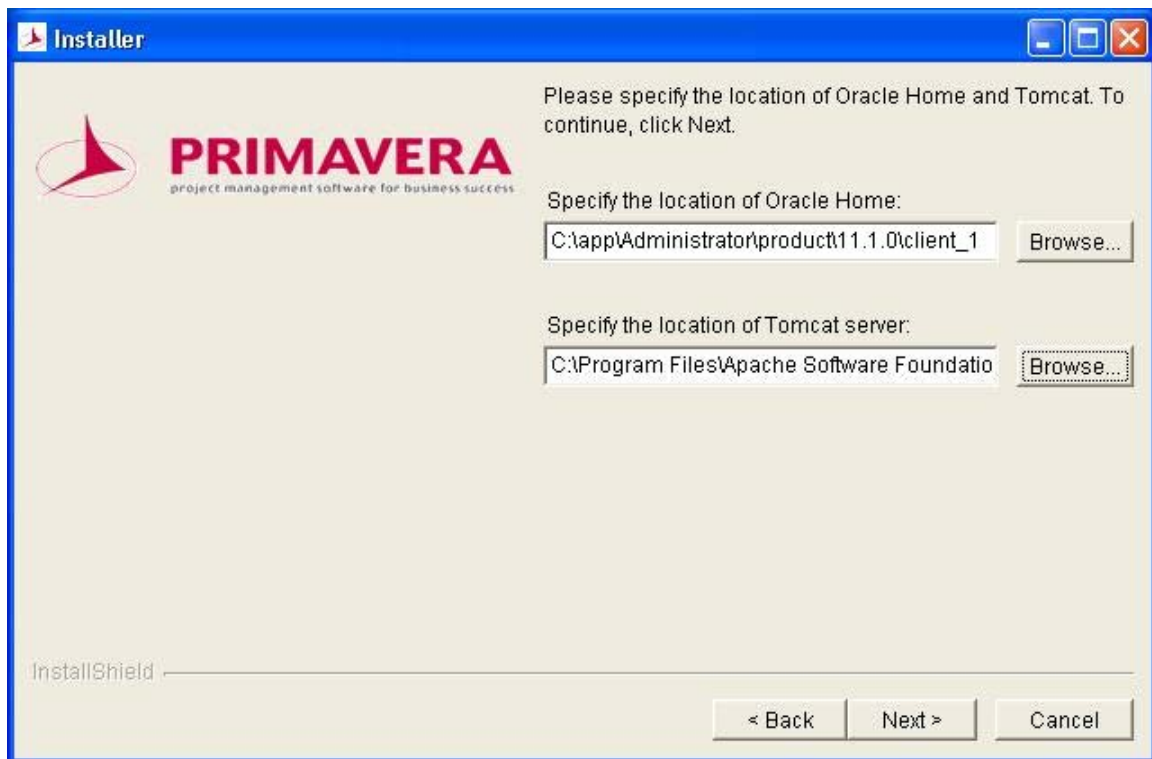 Installer
Please specify the location of Oracle Home and Tomcat. To
continue, click Next.
PRIMAVERA
project management software for business success
Specify the location of Oracle Home:
C:\app\Administrator\product\11.1.0\client_1
Browse...
Specify the location of Tomcat server:
C:\Program Files\Apache Software Foundatio
Browse...
InstallShield
< Back
Next >
Cancel